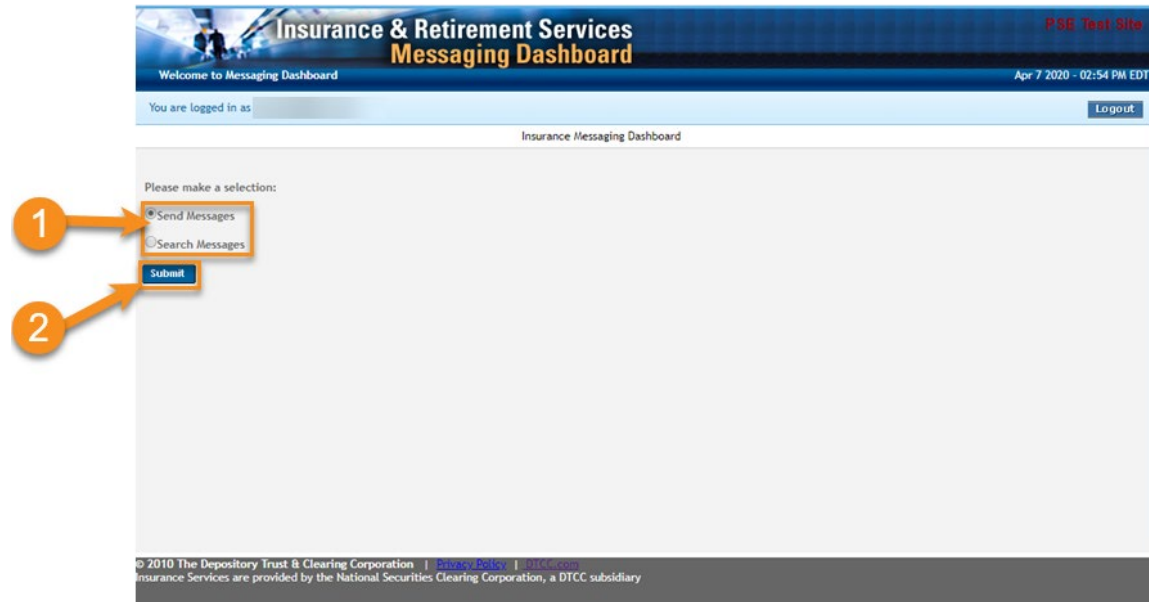 Insurance & Retirement Services
Messaging Dashboard
PSE Test Site
Welcome to Messaging Dashboard
Apr 7 2020 - 02:54 PM EDT
You are logged in as
Logout
Insurance Messaging Dashboard
Please make a selection:
1
Send Messages
Search Messages
Submit
2
© 2010 The Depository Trust & Clearing Corporation | Privacy Policy | DTCC.com
Insurance Services are provided by the National Securities Clearing Corporation, a DTCC subsidiary